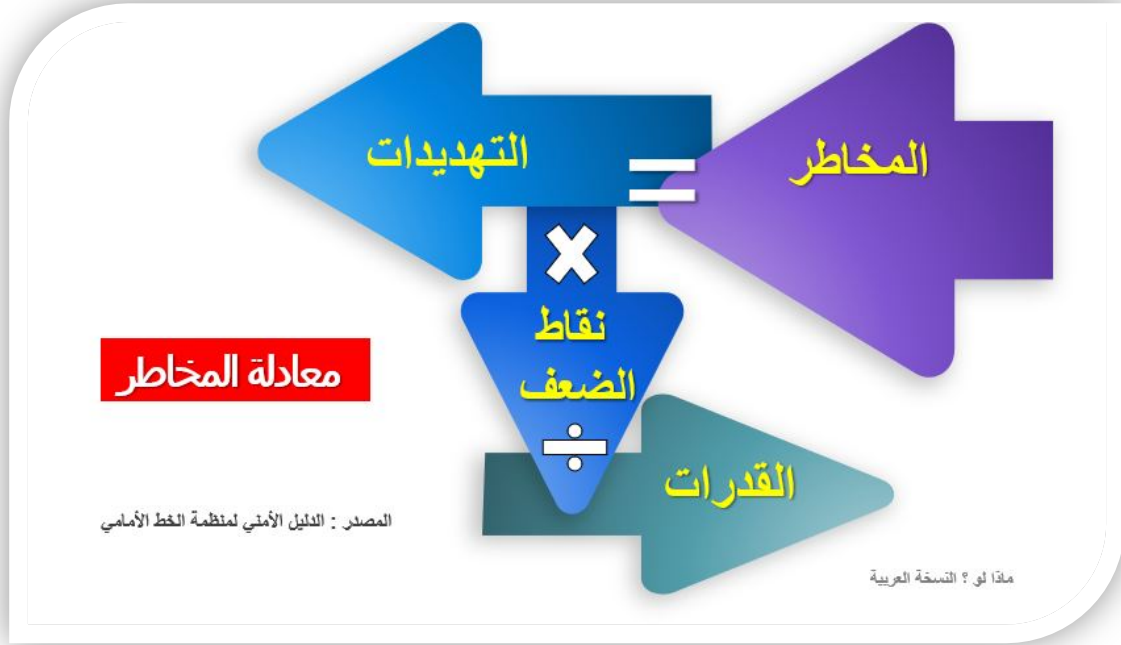 المخاطر
=
التهديدات
×
نقاط
الضعف
÷
القدرات
معادلة المخاطر
المصدر : الدليل الأمني لمنظمة الخط الأمامي
ماذا لو ؟ النسخة العربية